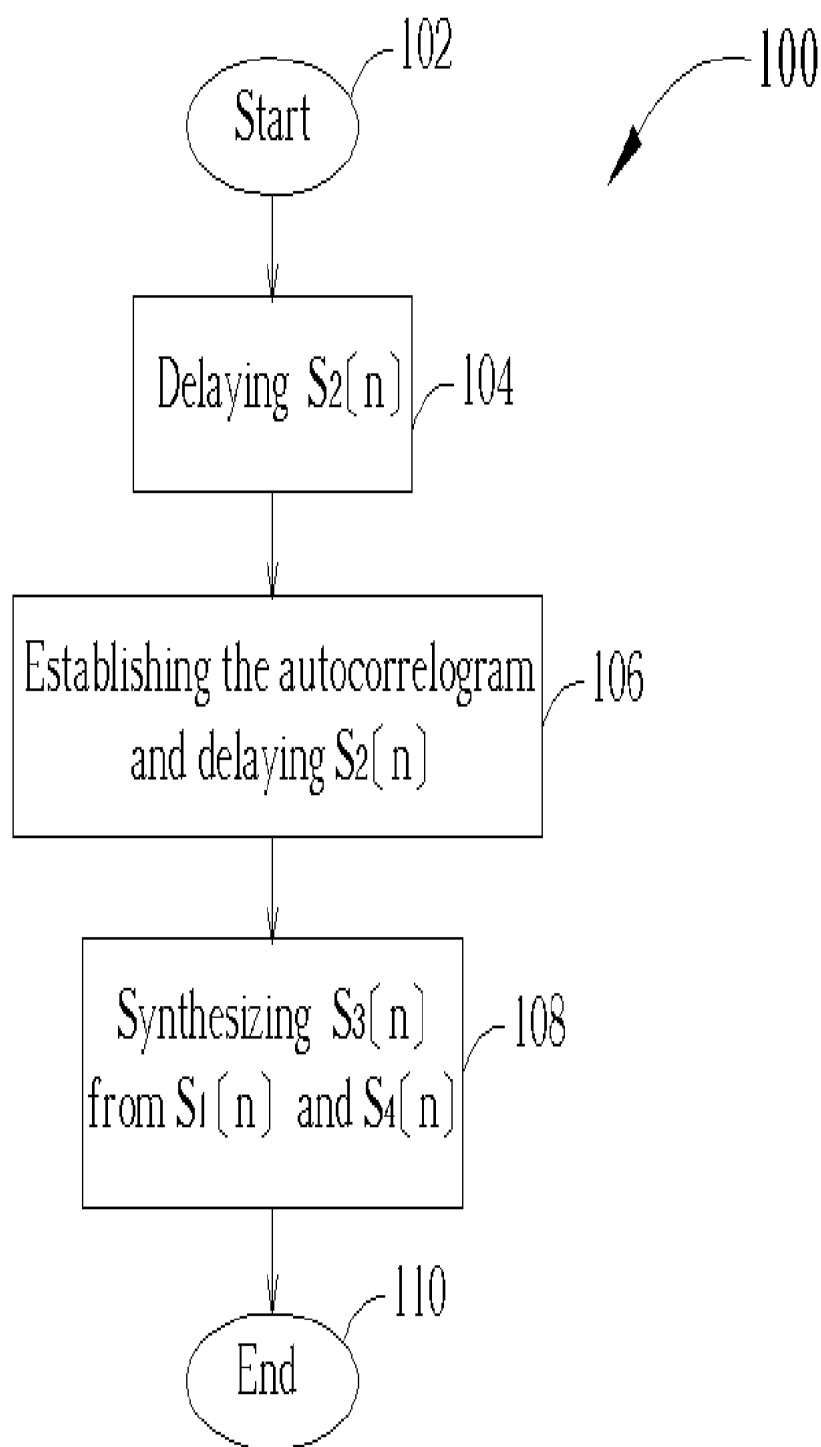 102
100
Start
Delaying S2(n)
104
Establishing the autocorrelogram
and delaying S2(n)
106
Synthesizing S3(n)
from S1(n) and S4(n)
108
110
End